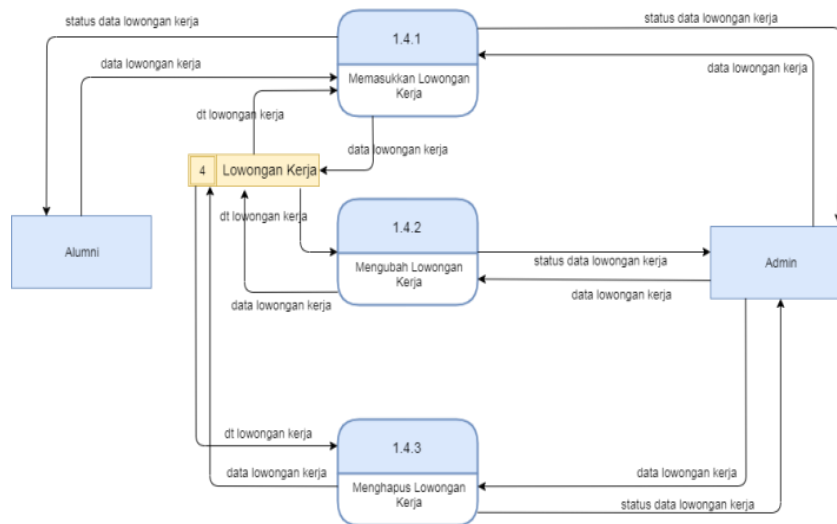 status data lowongan kerja
1.4.1
status data lowongan kerja
data lowongan kerja
Memasukkan Lowongan
Kerja
data lowongan kerja
dt lowongan kerja
data lowongan kerja
4 Lowongan Kerja
dt lowongan kerja
1.4.2
Alumni
Mengubah Lowongan
Kerja
status data lowongan kerja
Admin
data lowongan kerja
data lowongan kerja
dt lowongan kerja
1.4.3
data lowongan kerja
Menghapus Lowongan
Kerja
data lowongan kerja
status data lowongan kerja